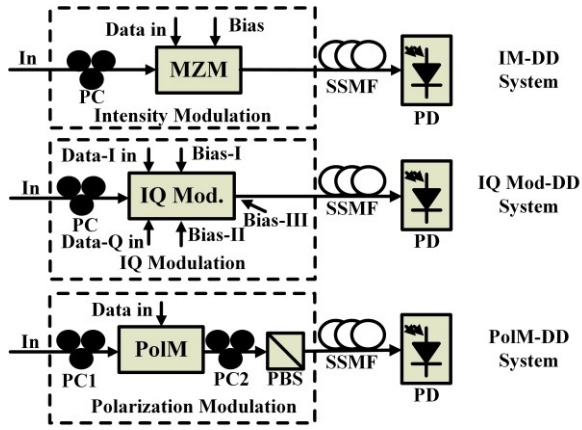 Data in
Bias
In
MZM
PC
Intensity Modulation
SSMF
PD
IM-DD
System
Data-I in
Bias-I
In
IQ Mod.
PC
Bias-III
Data-Q in
Bias-II
IQ Modulation
SSMF
PD
IQ Mod-DD
System
Data in
In
PolM
PC1
PC2
PBS
Polarization Modulation
SSMF
PD
PolM-DD
System